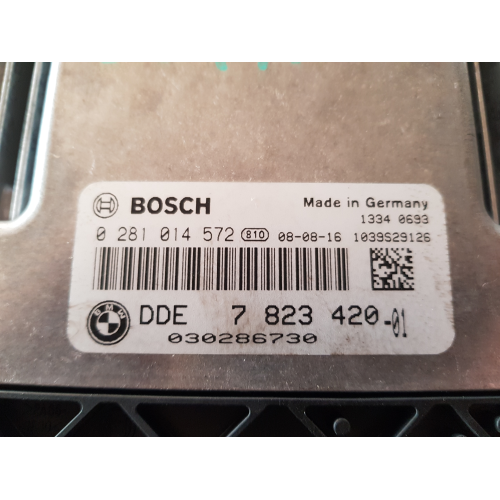 BOSCH Made in Germany
1334 0693
0 281 014 572 810 08-08-16 1039S29126
BMW DDE 7 823 420-01
030286730